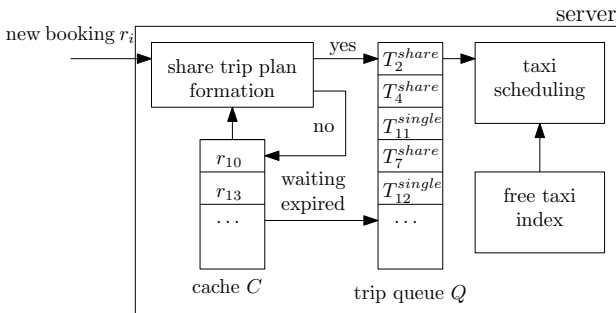 server
new booking r_i
share trip plan
formation
yes
no
r_10
r_13
...
cache C
waiting
expired
T_2^share
T_4^share
T_11^single
T_7^share
T_12^single
...
trip queue Q
taxi
scheduling
free taxi
index